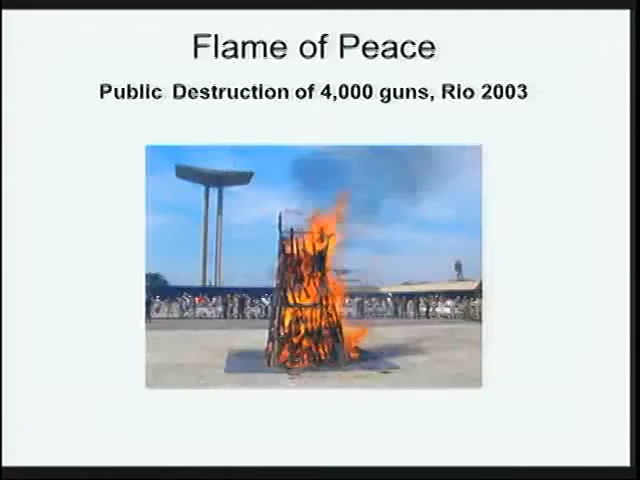 Flame of Peace
Public Destruction of 4,000 guns, Rio 2003